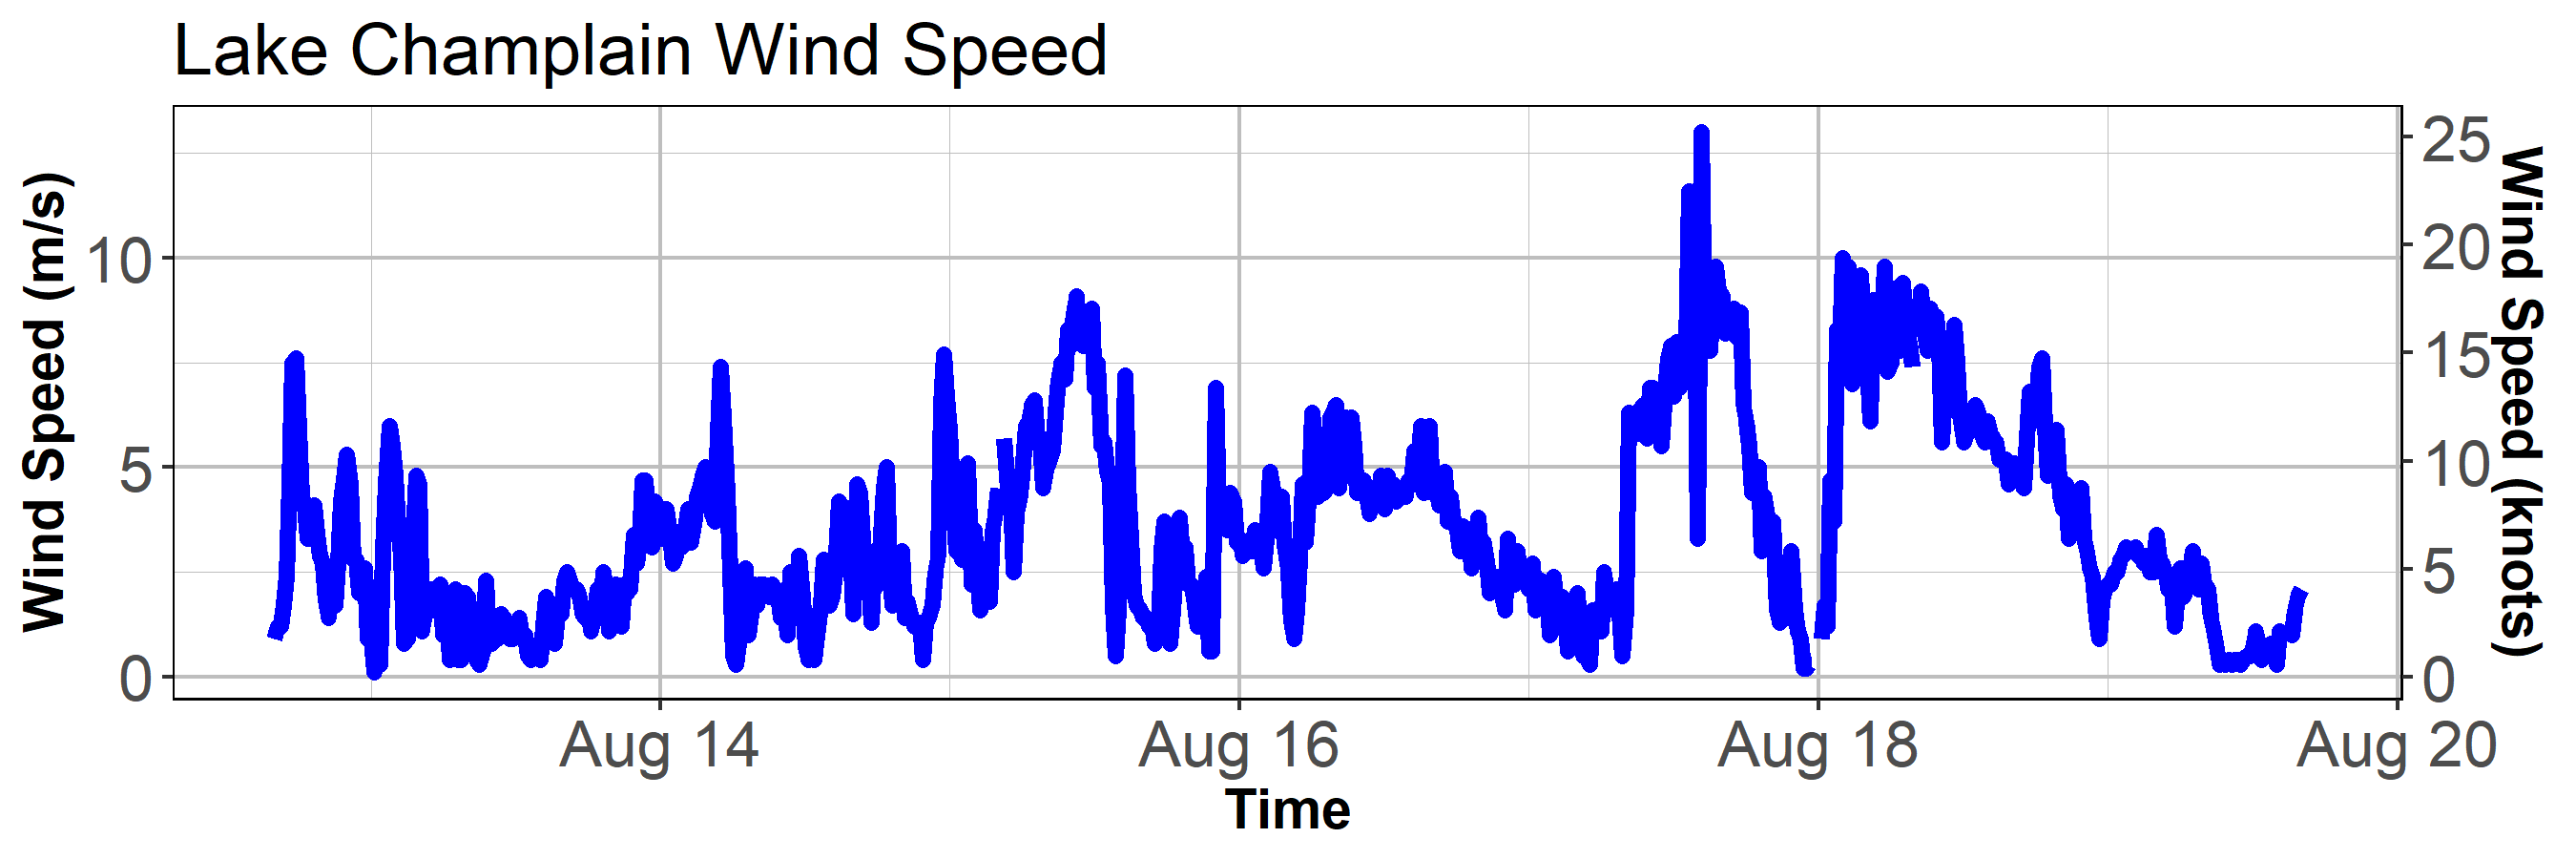 Lake Champlain Wind Speed
Wind Speed (m/s)
10
5
0
25
20
15
10
5
0
Wind Speed (knots)
Aug 14
Aug 16
Aug 18
Aug 20
Time